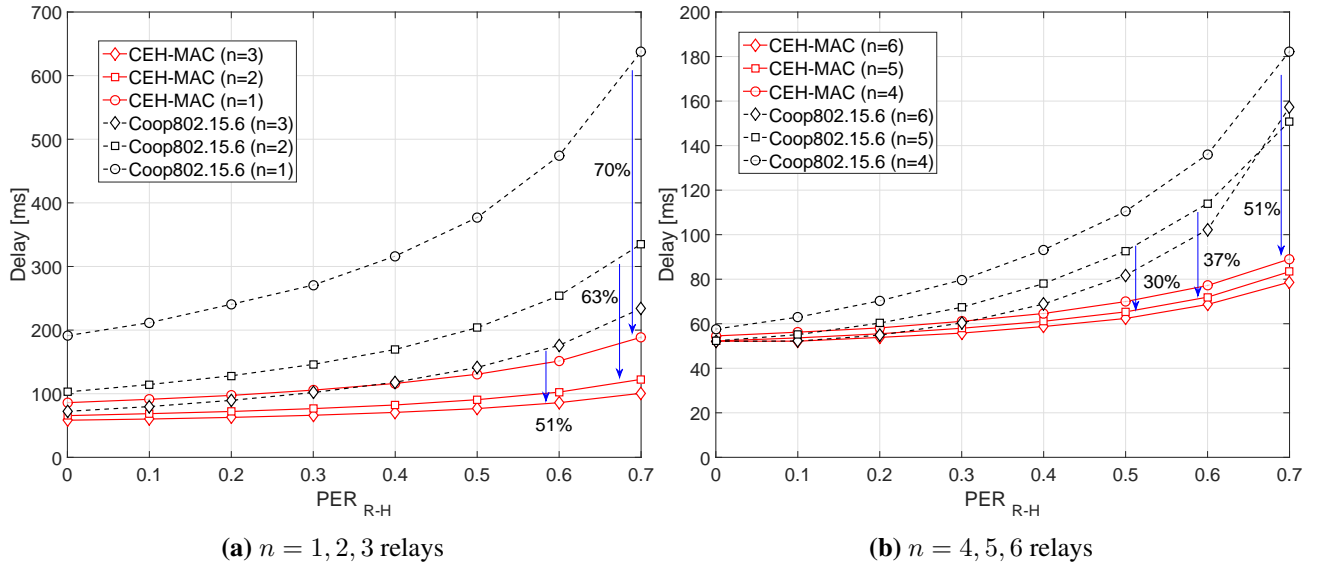 700
600
500
400
300
200
100
0
Delay [ms]
CEH-MAC (n=3)
CEH-MAC (n=2)
CEH-MAC (n=1)
Coop802.15.6 (n=3)
Coop802.15.6 (n=2)
Coop802.15.6 (n=1)
70%
63%
51%
0 0.1 0.2 0.3 0.4 0.5 0.6 0.7
PER R-H
(a) n = 1, 2, 3 relays
200
180
160
140
120
100
80
60
40
20
0
Delay [ms]
CEH-MAC (n=6)
CEH-MAC (n=5)
CEH-MAC (n=4)
Coop802.15.6 (n=6)
Coop802.15.6 (n=5)
Coop802.15.6 (n=4)
51%
37%
30%
0 0.1 0.2 0.3 0.4 0.5 0.6 0.7
PER R-H
(b) n = 4, 5, 6 relays